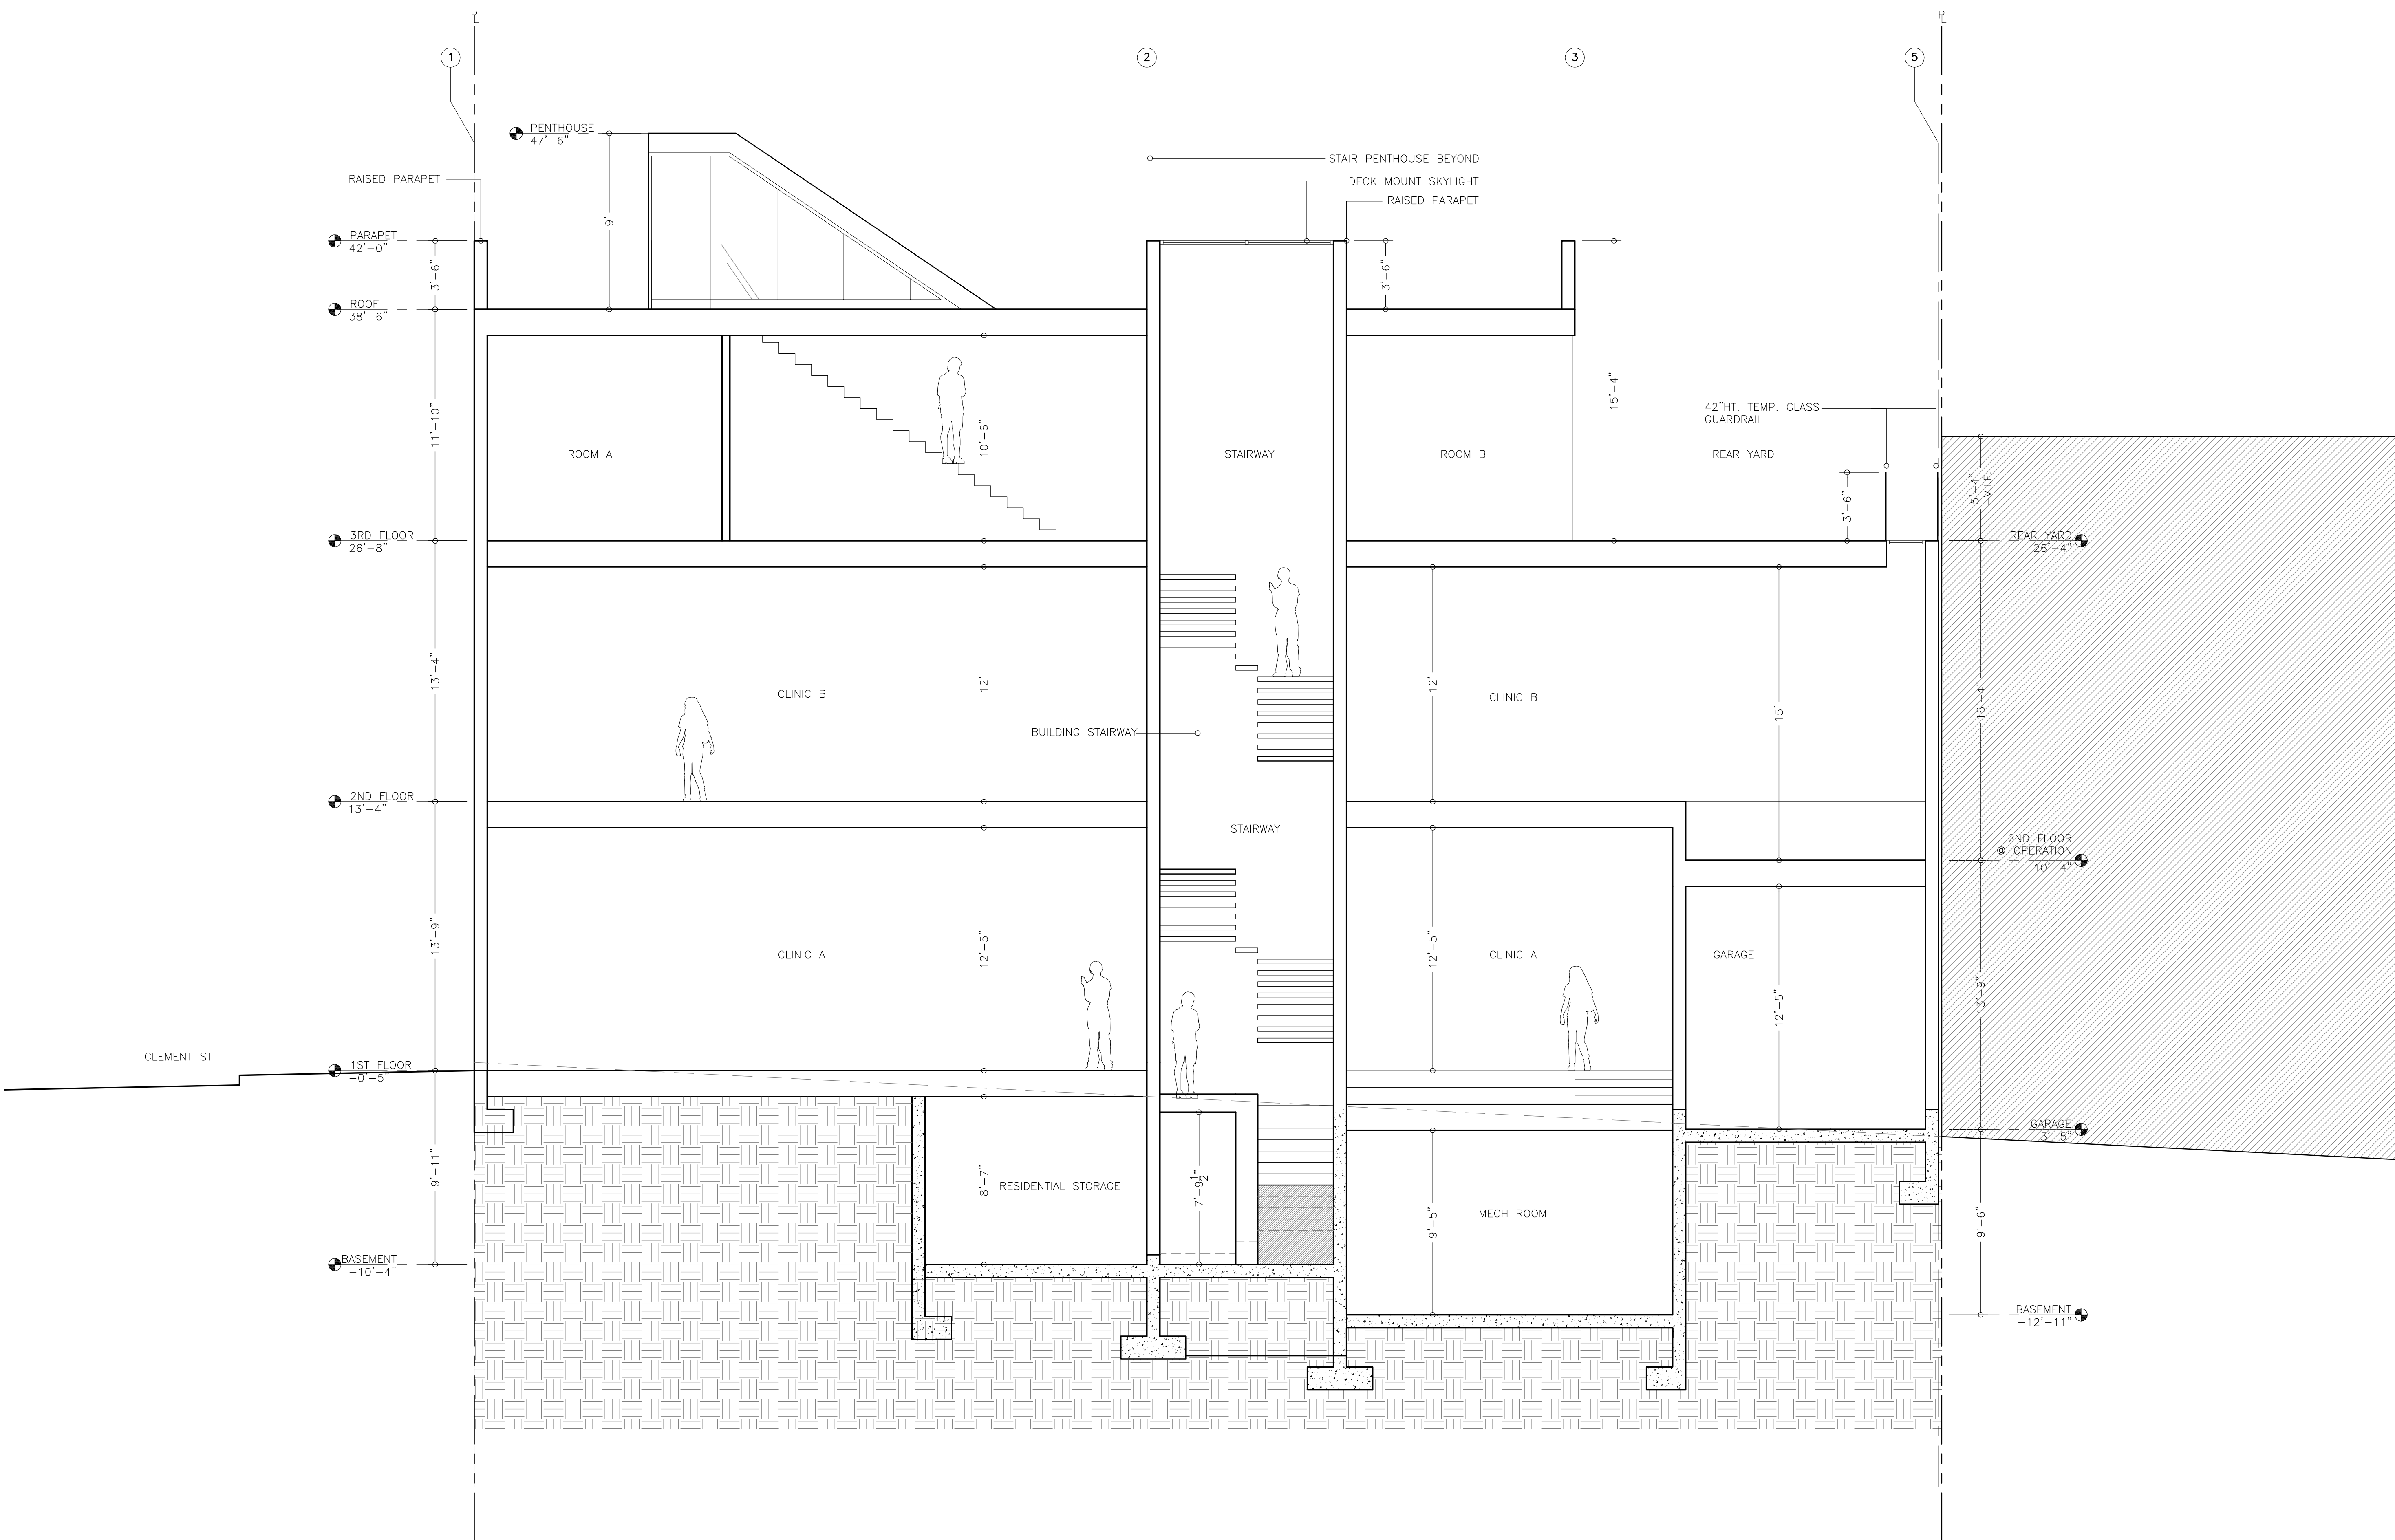 PL
PL
1
2
3
5
PENTHOUSE
47'-6"
STAIR PENTHOUSE BEYOND
RAISED PARAPET
DECK MOUNT SKYLIGHT
RAISED PARAPET
9'
PARAPET
42'-0"
3'-6"
3'-6"
ROOF
38'-6"
11'-10"
10'-6"
15'-4"
42"HT. TEMP. GLASS
GUARDRAIL
ROOM A
STAIRWAY
ROOM B
REAR YARD
5'-4"
-V.I.F.
3'-6"
3RD FLOOR
26'-8"
REAR YARD
26'-4"
13'-4"
12'
12'
15'
16'-4"
CLINIC B
CLINIC B
BUILDING STAIRWAY
2ND FLOOR
13'-4"
STAIRWAY
2ND FLOOR
@ OPERATION
10'-4"
13'-9"
12'-5"
12'-5"
CLINIC A
CLINIC A
GARAGE
12'-5"
13'-9"
CLEMENT ST.
1ST FLOOR
-0'-5"
GARAGE
-3'-5"
9'-11"
8'-7"
RESIDENTIAL STORAGE
7'-9 1/2"
9'-5"
MECH ROOM
9'-6"
BASEMENT
-10'-4"
BASEMENT
-12'-11"